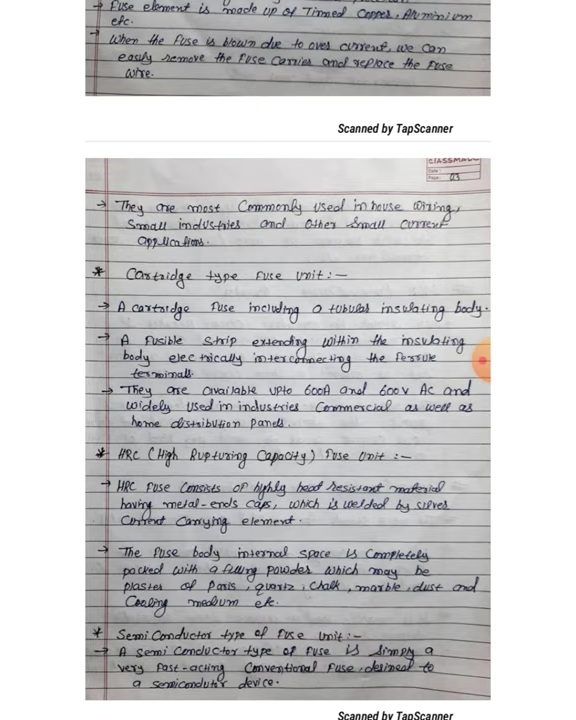 → Fuse element is made up of Tinned Copper, Aluminium
etc.
→ When the fuse is blown due to over current, we can
easily remove the fuse carrier and replace the fuse
wire.
Scanned by TapScanner
CLASSMATE
Date :
Page : 03
→ They are most Commonly used in house wiring,
Small industries and other small current
applications.
* Cartridge type fuse unit :-
→ A cartridge fuse including a tubular insulating body.
→ A fusible strip extending within the insulating
body electrically interconnecting the ferrule
terminals.
→ They are available upto 600A and 600V AC and
widely used in industries Commercial as well as
home distribution panels.
* HRC (High Rupturing Capacity) fuse unit :-
→ HRC fuse consists of highly heat resistant material
having metal-ends caps, which is welded by silver
Current Carrying element.
→ The fuse body internal space is Completely
packed with a filling powder which may be
plaster of paris, quartz, chalk, marble, dust and
Cooling medium etc.
* Semi Conductor type of fuse unit :-
→ A semi Conductor type of fuse is simply a
very fast-acting Conventional fuse, desined to
a semicondutor device.
Scanned by TapScanner